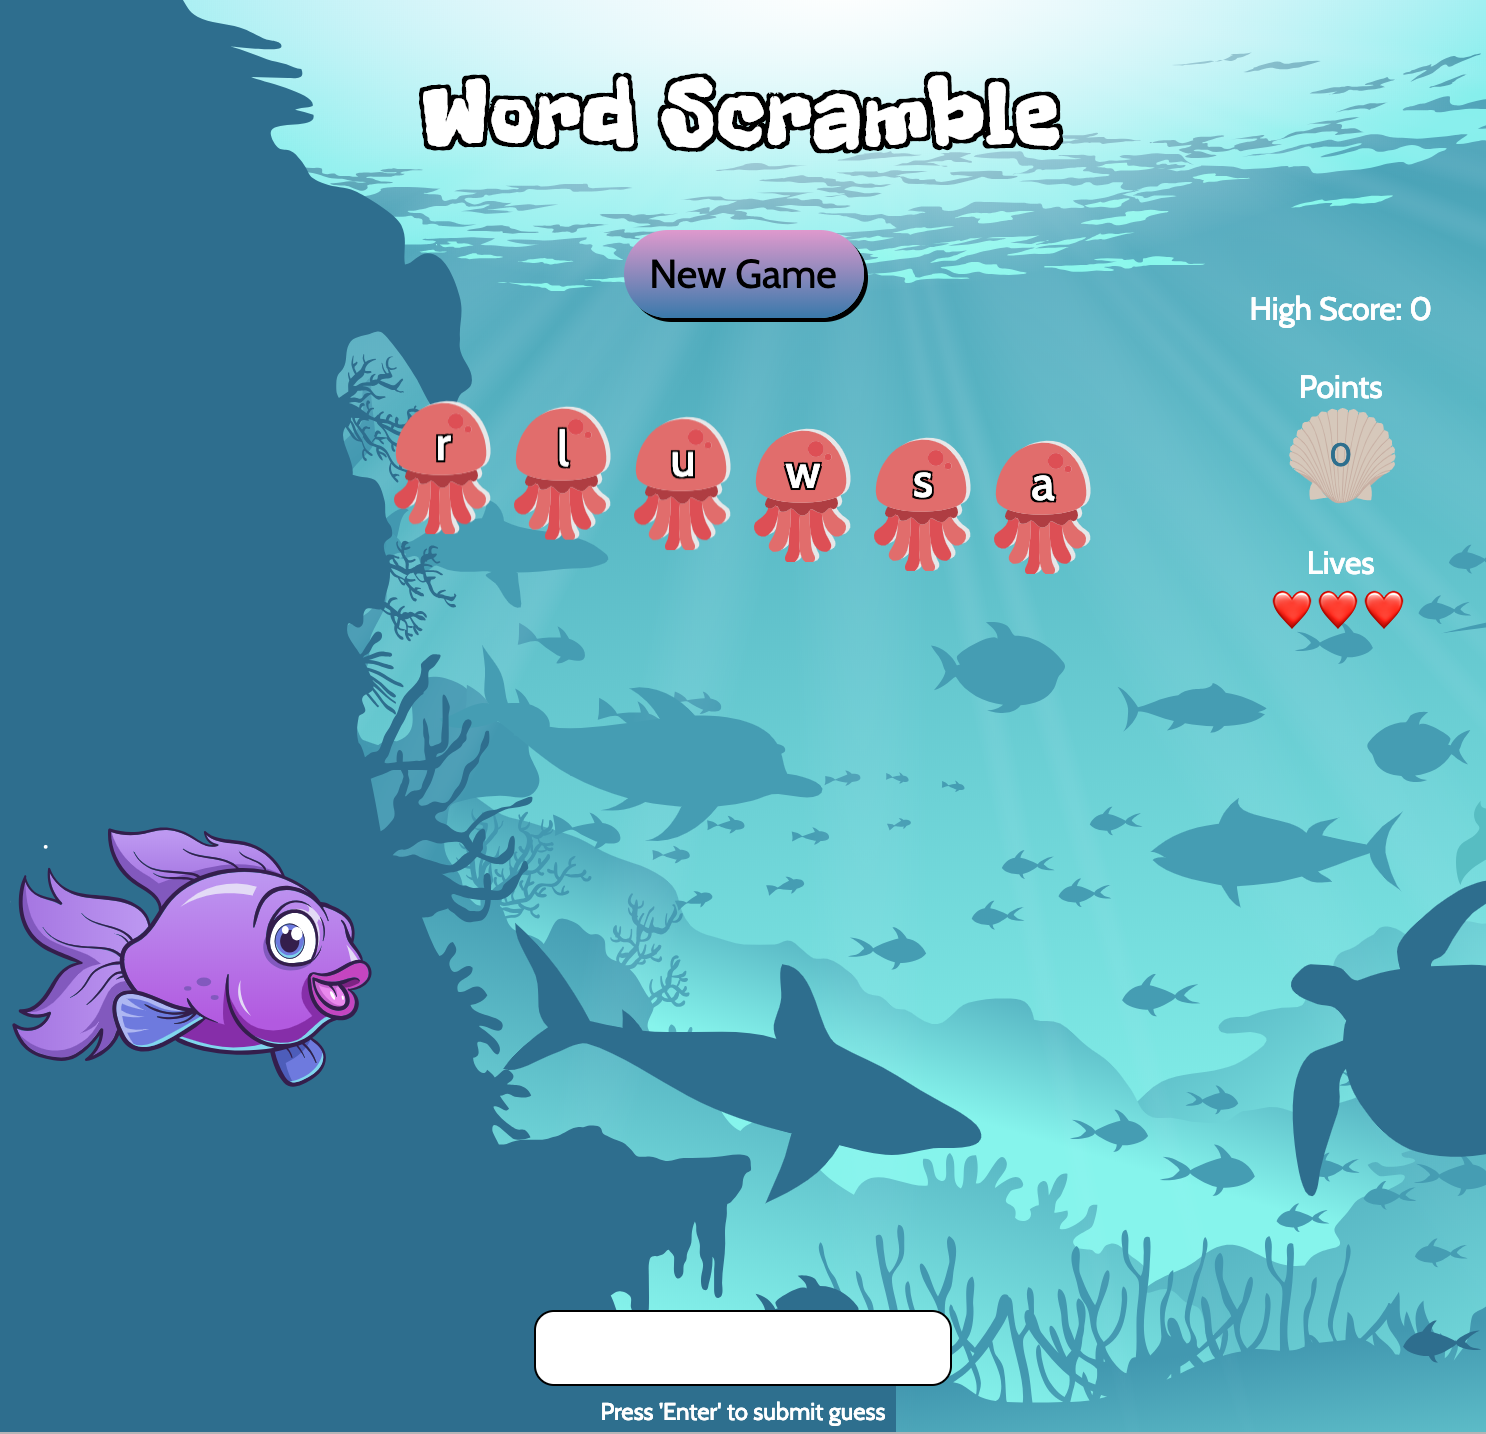 Word Scramble
New Game
High Score: 0
Points
0
r l u w s a
Lives
Press 'Enter' to submit guess